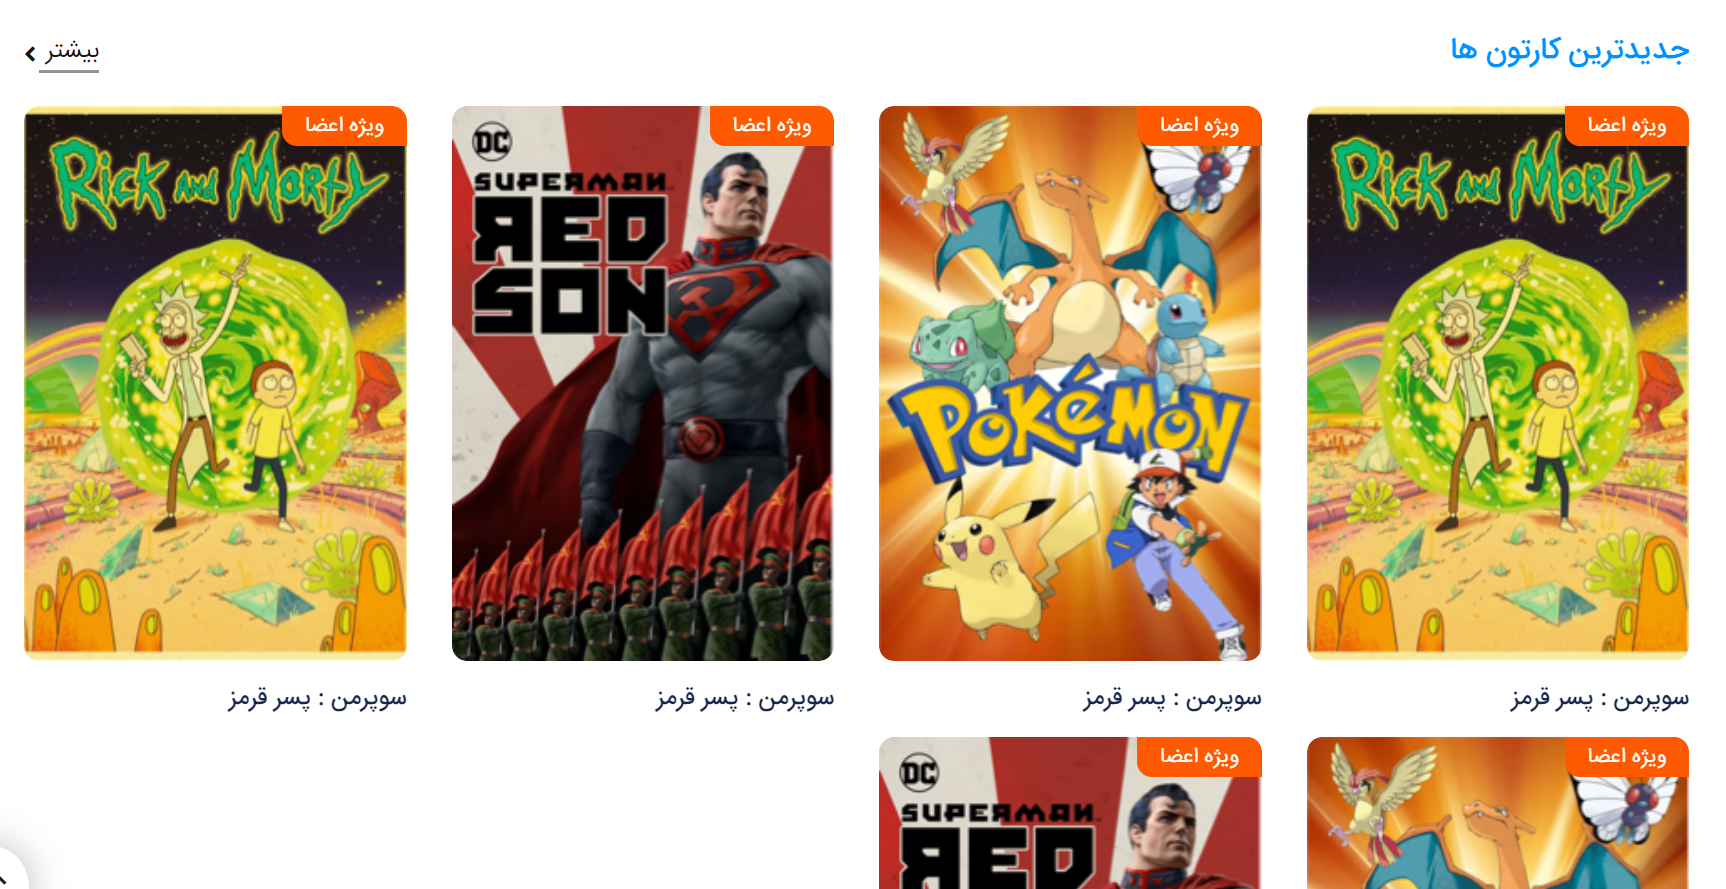 جدیدترین کارتون ها
بیشتر
ویژه اعضا
RICK AND MORTY
سوپرمن : پسر قرمز
ویژه اعضا
POKéMON
سوپرمن : پسر قرمز
ویژه اعضا
DC
SUPERMAN
RED
SON
سوپرمن : پسر قرمز
ویژه اعضا
RICK AND MORTY
سوپرمن : پسر قرمز
ویژه اعضا
ویژه اعضا
DC
SUPERMAN
RED